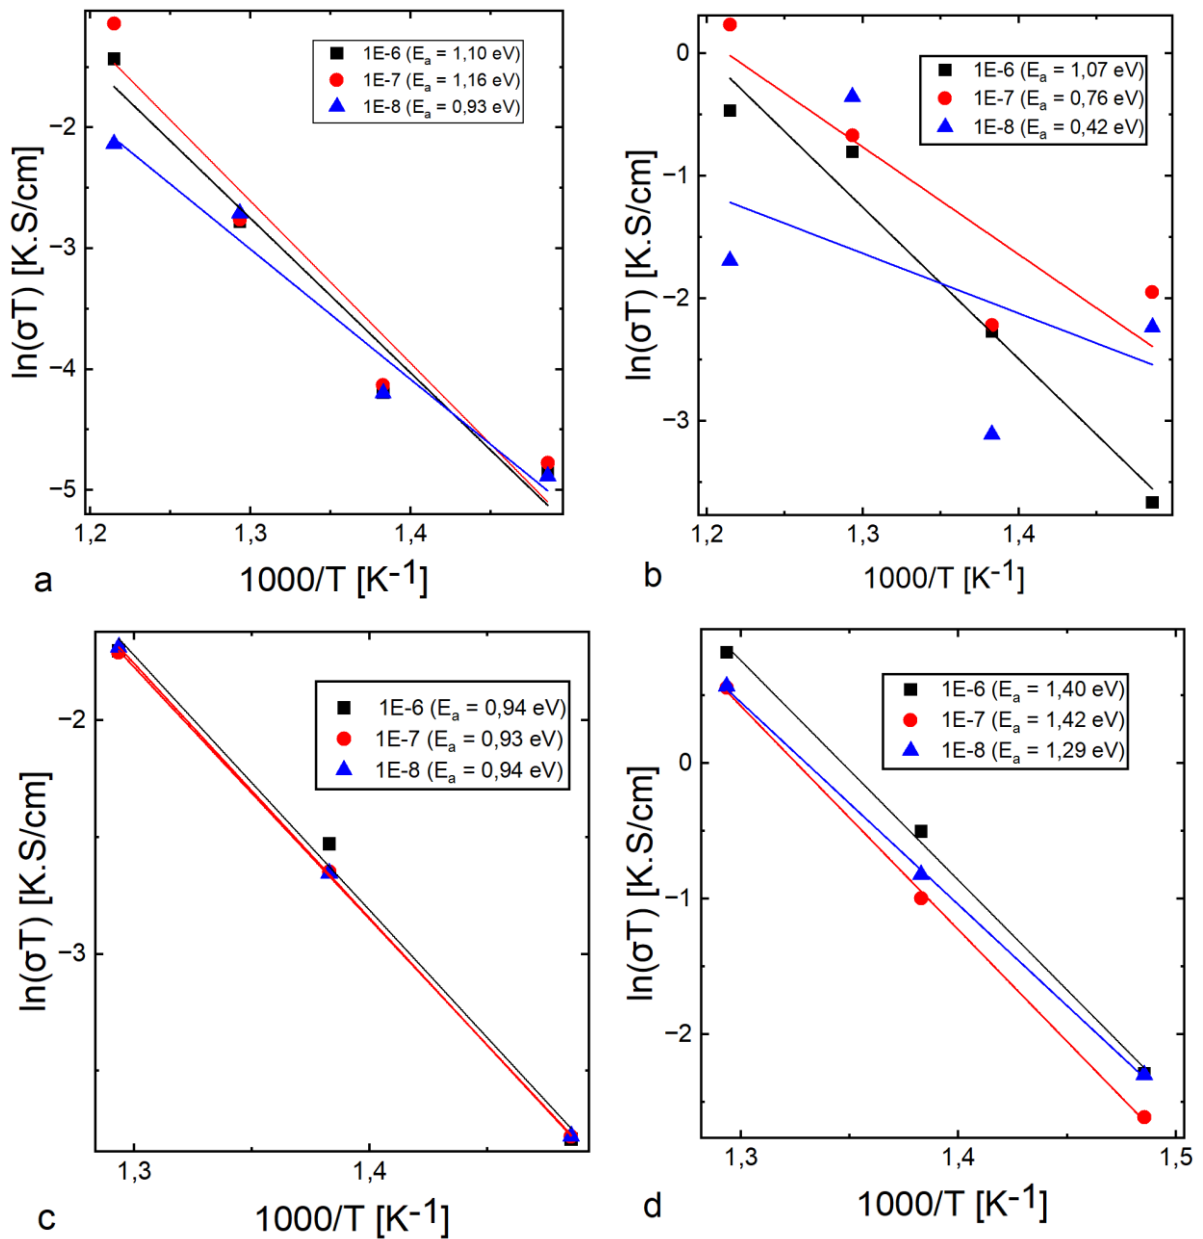 1E-6 (Ea = 1,10 eV)
1E-7 (Ea = 1,16 eV)
1E-8 (Ea = 0,93 eV)
ln(σT) [K.S/cm]
−2
−3
−4
−5
1,2 1,3 1,4
1000/T [K-1]
a
1E-6 (Ea = 1,07 eV)
1E-7 (Ea = 0,76 eV)
1E-8 (Ea = 0,42 eV)
ln(σT) [K.S/cm]
0
−1
−2
−3
1,2 1,3 1,4
1000/T [K-1]
b
1E-6 (Ea = 0,94 eV)
1E-7 (Ea = 0,93 eV)
1E-8 (Ea = 0,94 eV)
ln(σT) [K.S/cm]
−2
−3
1,3 1,4
1000/T [K-1]
c
1E-6 (Ea = 1,40 eV)
1E-7 (Ea = 1,42 eV)
1E-8 (Ea = 1,29 eV)
ln(σT) [K.S/cm]
0
−1
−2
1,3 1,4 1,5
1000/T [K-1]
d